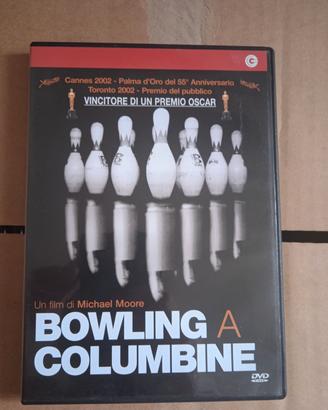 Cannes 2002 - Palma d'Oro del 55° Anniversario
Toronto 2002 - Premio del pubblico
VINCITORE DI UN PREMIO OSCAR
Un film di Michael Moore
BOWLING A
COLUMBINE
DVD